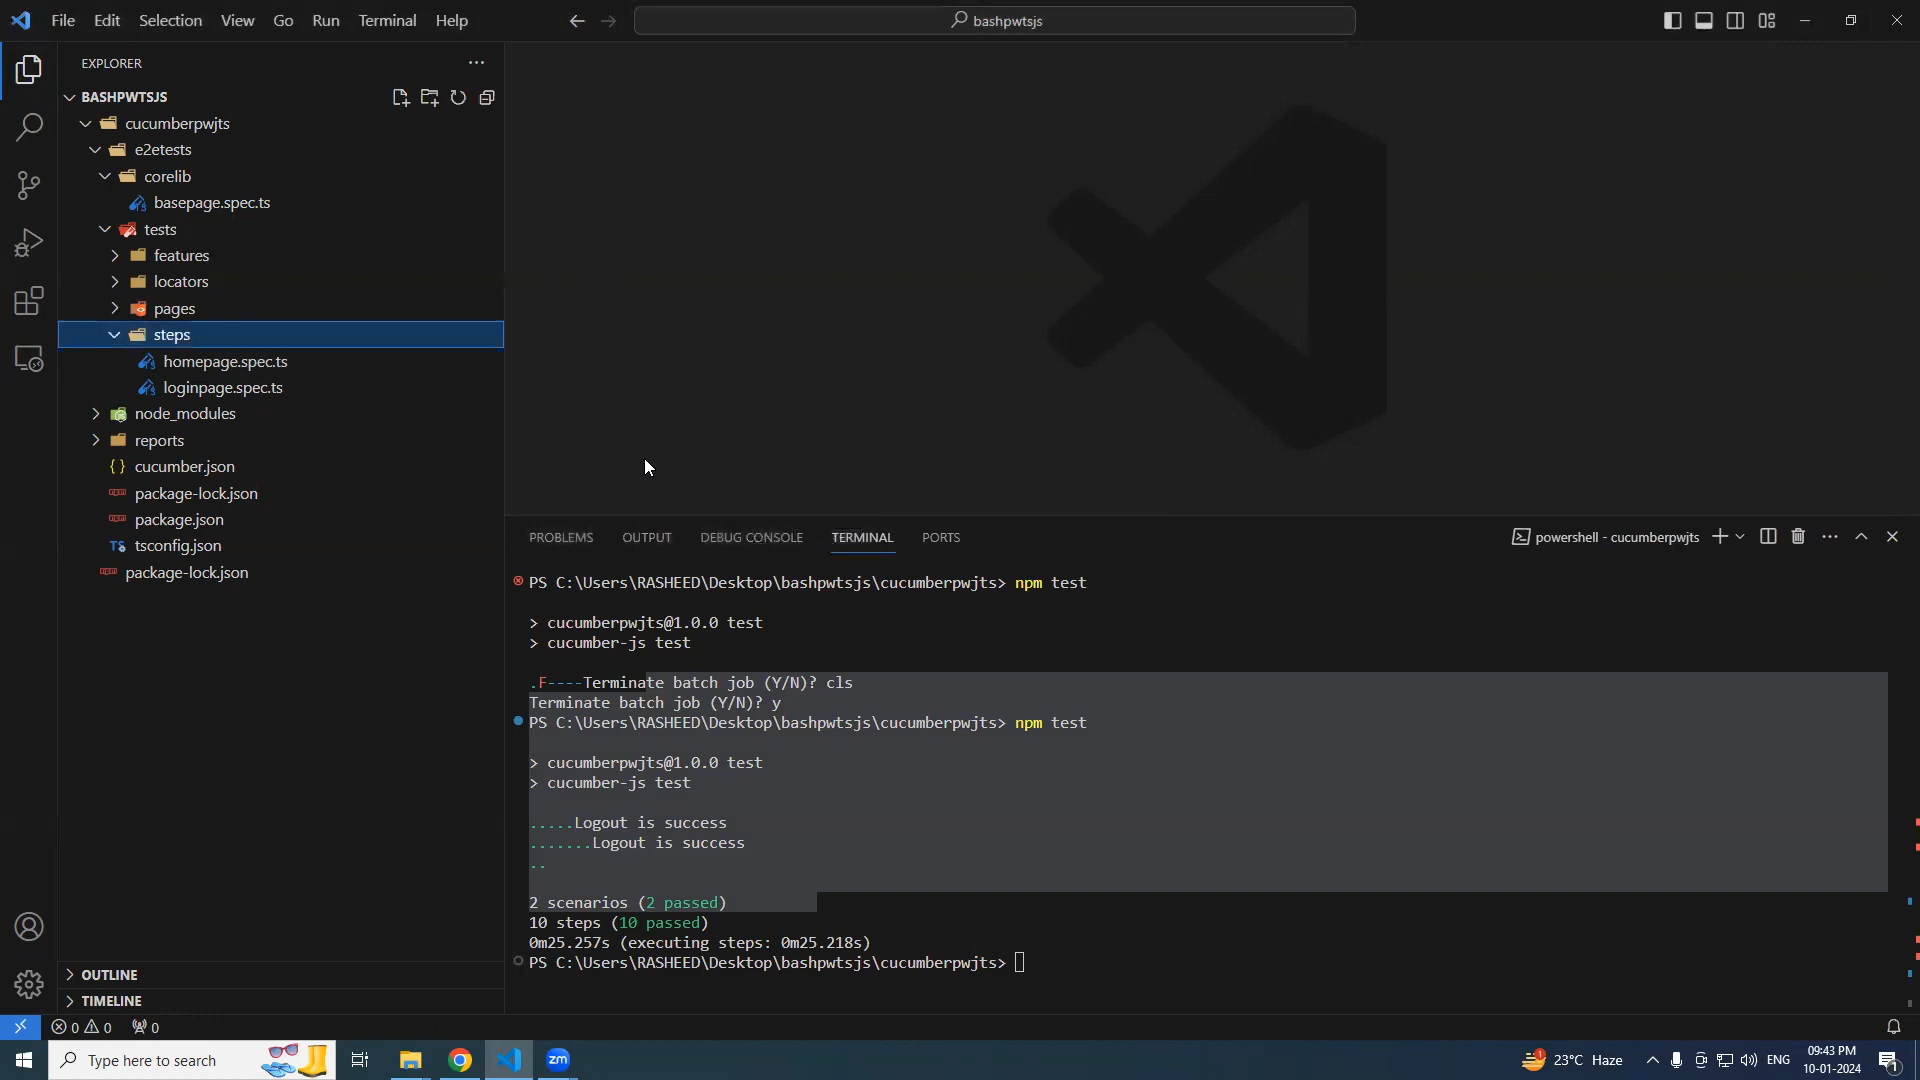 File Edit Selection View Go Run Terminal Help
bashpwtsjs
EXPLORER
BASHPWTSJS
cucumberpwjts
e2etests
corelib
basepage.spec.ts
tests
features
locators
pages
steps
homepage.spec.ts
loginpage.spec.ts
node_modules
reports
cucumber.json
package-lock.json
package.json
tsconfig.json
package-lock.json
OUTLINE
TIMELINE
PROBLEMS OUTPUT DEBUG CONSOLE TERMINAL PORTS
powershell - cucumberpwjts
PS C:\Users\RASHEED\Desktop\bashpwtsjs\cucumberpwjts> npm test
> cucumberpwjts@1.0.0 test
> cucumber-js test
.F----Terminate batch job (Y/N)? cls
Terminate batch job (Y/N)? y
PS C:\Users\RASHEED\Desktop\bashpwtsjs\cucumberpwjts> npm test
> cucumberpwjts@1.0.0 test
> cucumber-js test
.....Logout is success
.......Logout is success
..
2 scenarios (2 passed)
10 steps (10 passed)
0m25.257s (executing steps: 0m25.218s)
PS C:\Users\RASHEED\Desktop\bashpwtsjs\cucumberpwjts>
0 0 0
Type here to search
zm
1
23°C Haze
ENG
09:43 PM
10-01-2024
1